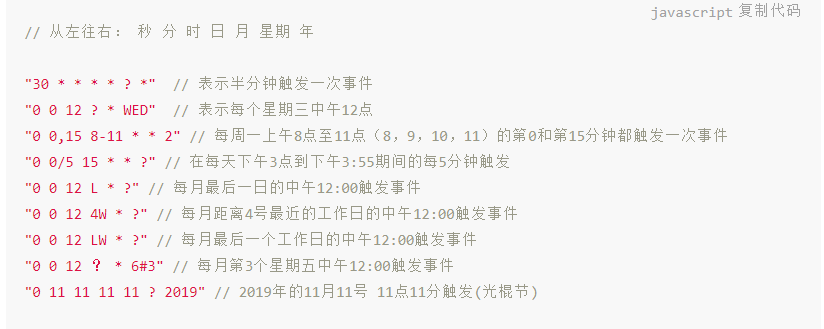 javascript 复制代码
// 从左往右： 秒 分 时 日 月 星期 年
"30 * * * * ? *"  // 表示半分钟触发一次事件
"0 0 12 ? * WED"  // 表示每个星期三中午12点
"0 0,15 8-11 * * 2" // 每周一上午8点至11点（8，9，10，11）的第0和第15分钟都触发一次事件
"0 0/5 15 * * ?" // 在每天下午3点到下午3:55期间的每5分钟触发
"0 0 12 L * ?" // 每月最后一日的中午12:00触发事件
"0 0 12 4W * ?" // 每月距离4号最近的工作日的中午12:00触发事件
"0 0 12 LW * ?" // 每月最后一个工作日的中午12:00触发事件
"0 0 12 ？ * 6#3" // 每月第3个星期五中午12:00触发事件
"0 11 11 11 11 ? 2019" // 2019年的11月11号 11点11分触发(光棍节)